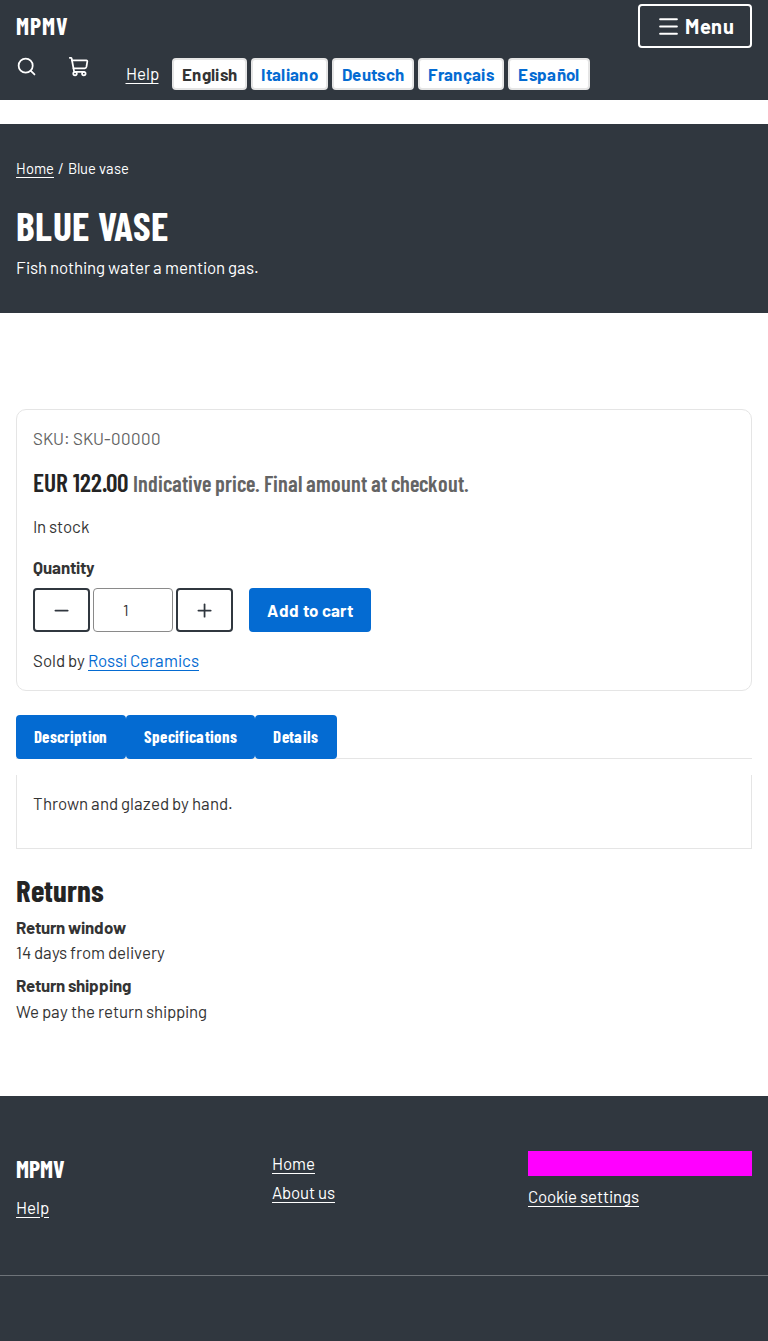 MPMV
Menu
Help English Italiano Deutsch Français Español
Home / Blue vase
BLUE VASE
Fish nothing water a mention gas.
SKU: SKU-00000
EUR 122.00 Indicative price. Final amount at checkout.
In stock
Quantity
1
Add to cart
Sold by Rossi Ceramics
Description Specifications Details
Thrown and glazed by hand.
Returns
Return window
14 days from delivery
Return shipping
We pay the return shipping
MPMV
Help
Home
About us
Cookie settings